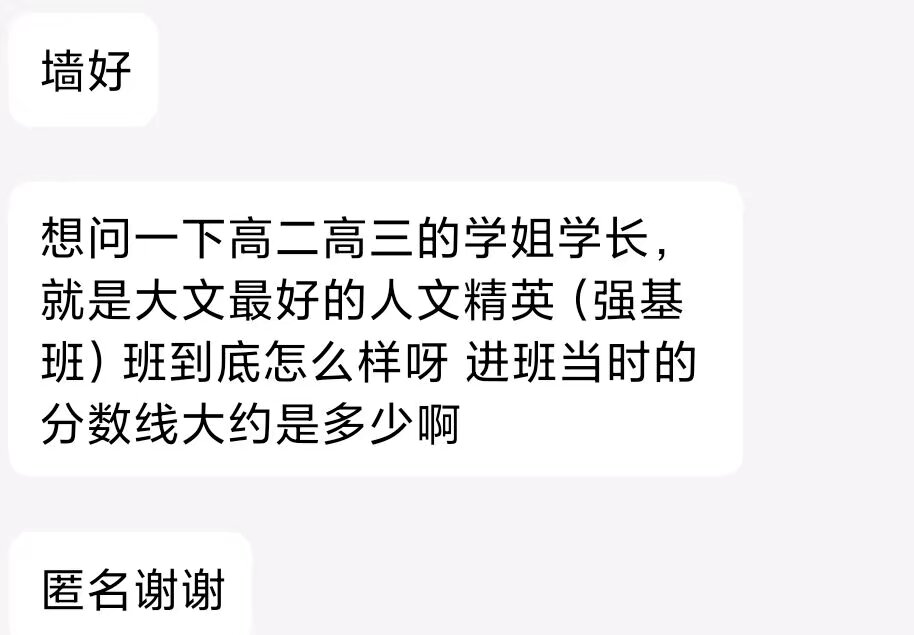 墙好
想问一下高二高三的学姐学长，
就是大文最好的人文精英（强基
班）班到底怎么样呀 进班当时的
分数线大约是多少啊
匿名谢谢